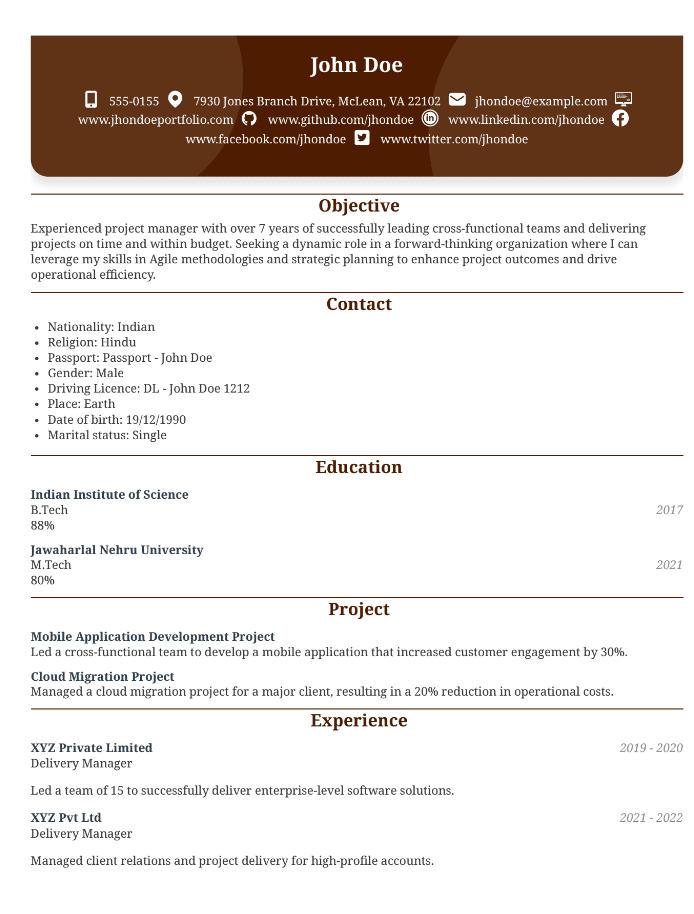 John Doe
555-0155 7930 Jones Branch Drive, McLean, VA 22102 jhondoe@example.com
www.jhondoeportfolio.com www.github.com/jhondoe www.linkedin.com/jhondoe
www.facebook.com/jhondoe www.twitter.com/jhondoe
Objective
Experienced project manager with over 7 years of successfully leading cross-functional teams and delivering
projects on time and within budget. Seeking a dynamic role in a forward-thinking organization where I can
leverage my skills in Agile methodologies and strategic planning to enhance project outcomes and drive
operational efficiency.
Contact
• Nationality: Indian
• Religion: Hindu
• Passport: Passport - John Doe
• Gender: Male
• Driving Licence: DL - John Doe 1212
• Place: Earth
• Date of birth: 19/12/1990
• Marital status: Single
Education
Indian Institute of Science
B.Tech 2017
88%
Jawaharlal Nehru University
M.Tech 2021
80%
Project
Mobile Application Development Project
Led a cross-functional team to develop a mobile application that increased customer engagement by 30%.
Cloud Migration Project
Managed a cloud migration project for a major client, resulting in a 20% reduction in operational costs.
Experience
XYZ Private Limited 2019 - 2020
Delivery Manager
Led a team of 15 to successfully deliver enterprise-level software solutions.
XYZ Pvt Ltd 2021 - 2022
Delivery Manager
Managed client relations and project delivery for high-profile accounts.